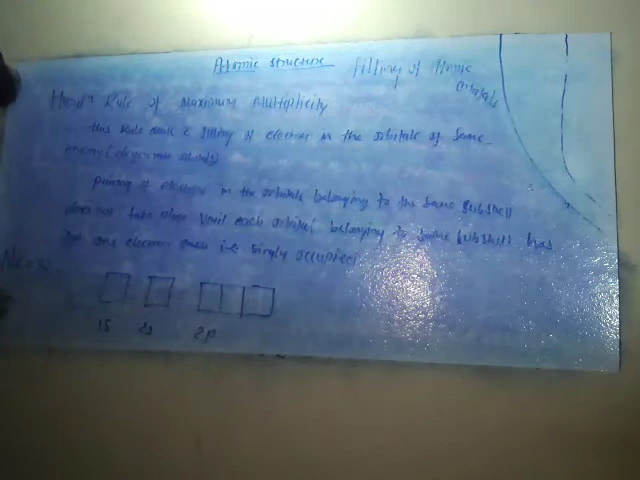 Atomic structure filling of Atomic
orbitals
Hund's Rule of Maximum Multiplicity
This Rule deals c filling of electron in the orbitals of same
energy (degenerate orbitals)
pairing of electron in the orbitals belonging to the same subshell
does not take place until each orbital belonging to same subshell has
got one electron each i.e singly occupied
1S 2s 2p